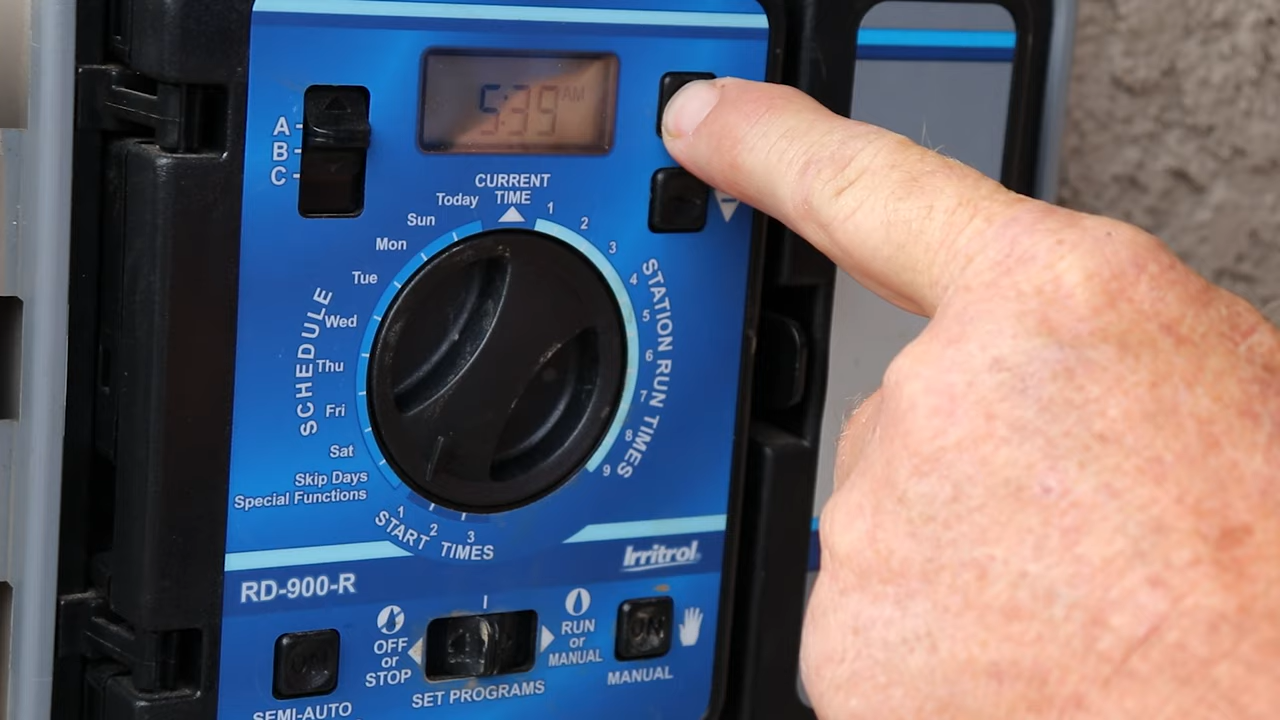 5:39 AM
A
B
C
CURRENT
TIME
Today
Sun
Mon
Tue
Wed
Thu
Fri
Sat
Skip Days
Special Functions
SCHEDULE
1
2
3
4
5
6
7
8
9
STATION RUN TIMES
1
2
3
START TIMES
Irritrol
RD-900-R
OFF
or
STOP
SET PROGRAMS
RUN
or
MANUAL
ON
MANUAL
SEMI-AUTO